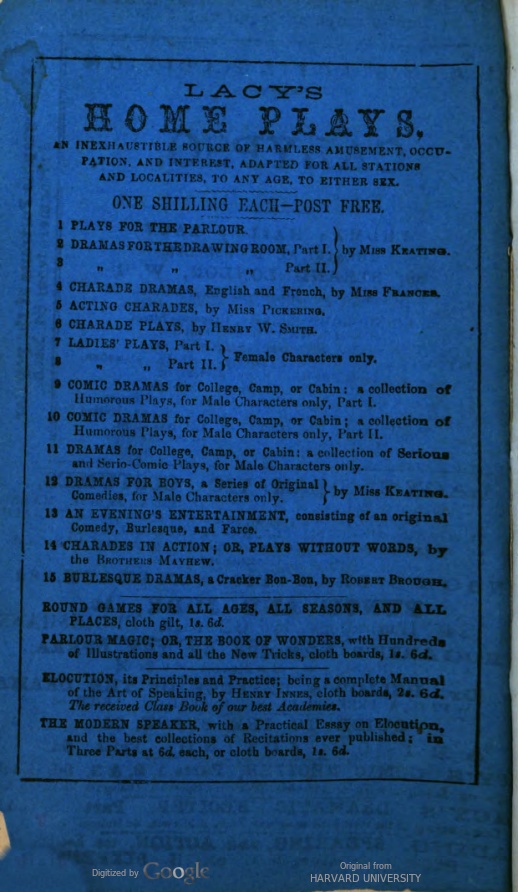 LACY'S
HOME PLAYS,
AN INEXHAUSTIBLE SOURCE OF HARMLESS AMUSEMENT, OCCU-
PATION, AND INTEREST, ADAPTED FOR ALL STATIONS
AND LOCALITIES, TO ANY AGE, TO EITHER SEX.
ONE SHILLING EACH—POST FREE.
1 PLAYS FOR THE PARLOUR
2 DRAMAS FOR THE DRAWING ROOM, Part I. } by Miss KEATING.
3 „ „ „ Part II.
4 CHARADE DRAMAS, English and French, by Miss FRANCES.
5 ACTING CHARADES, by Miss PICKERING.
6 CHARADE PLAYS, by HENRY W. SMITH.
7 LADIES' PLAYS, Part I. } Female Characters only.
8 „ „ Part II.
9 COMIC DRAMAS for College, Camp, or Cabin: a collection of
Humorous Plays, for Male Characters only, Part I.
10 COMIC DRAMAS for College, Camp, or Cabin; a collection of
Humorous Plays, for Male Characters only, Part II.
11 DRAMAS for College, Camp, or Cabin: a collection of Serious
and Serio-Comic Plays, for Male Characters only.
12 DRAMAS FOR BOYS, a Series of Original } by Miss KEATING.
Comedies, for Male Characters only.
13 AN EVENING'S ENTERTAINMENT, consisting of an original
Comedy, Burlesque, and Farce.
14 CHARADES IN ACTION; OR, PLAYS WITHOUT WORDS, by
the BROTHERS MAYHEW.
15 BURLESQUE DRAMAS, a Cracker Bon-Bon, by ROBERT BROUGH.
ROUND GAMES FOR ALL AGES, ALL SEASONS, AND ALL
PLACES, cloth gilt, 1s. 6d.
PARLOUR MAGIC; OR, THE BOOK OF WONDERS, with Hundreds
of Illustrations and all the New Tricks, cloth boards, 1s. 6d.
ELOCUTION, its Principles and Practice; being a complete Manual
of the Art of Speaking, by HENRY INNES, cloth boards, 2s. 6d.
The received Class Book of our best Academies.
THE MODERN SPEAKER, with a Practical Essay on Elocution,
and the best collections of Recitations ever published; in
Three Parts at 6d. each, or cloth boards, 1s. 6d.
Digitized by Google
Original from
HARVARD UNIVERSITY